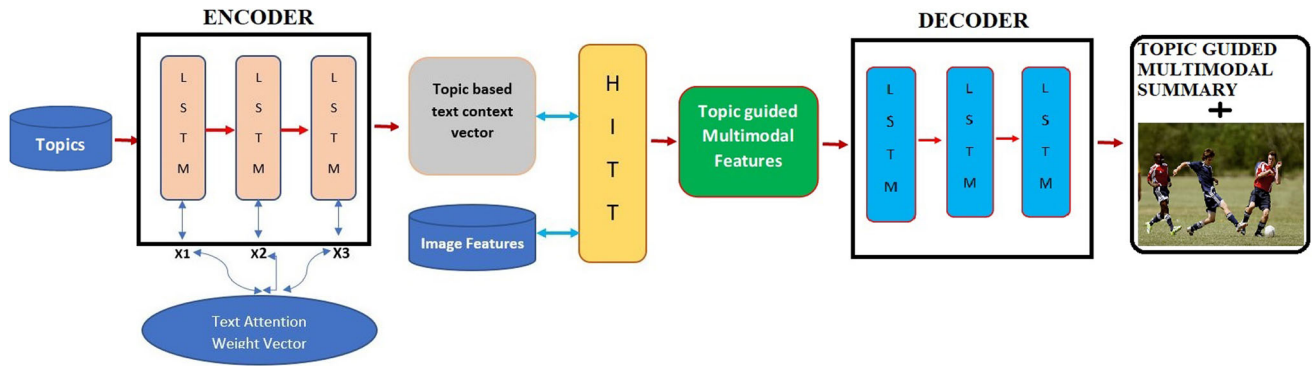 ENCODER
DECODER
Topics
L
S
T
M
L
S
T
M
L
S
T
M
X1
X2
X3
Text Attention
Weight Vector
Topic based
text context
vector
Image Features
H
I
T
T
Topic guided
Multimodal
Features
L
S
T
M
L
S
T
M
L
S
T
M
TOPIC GUIDED
MULTIMODAL
SUMMARY
+